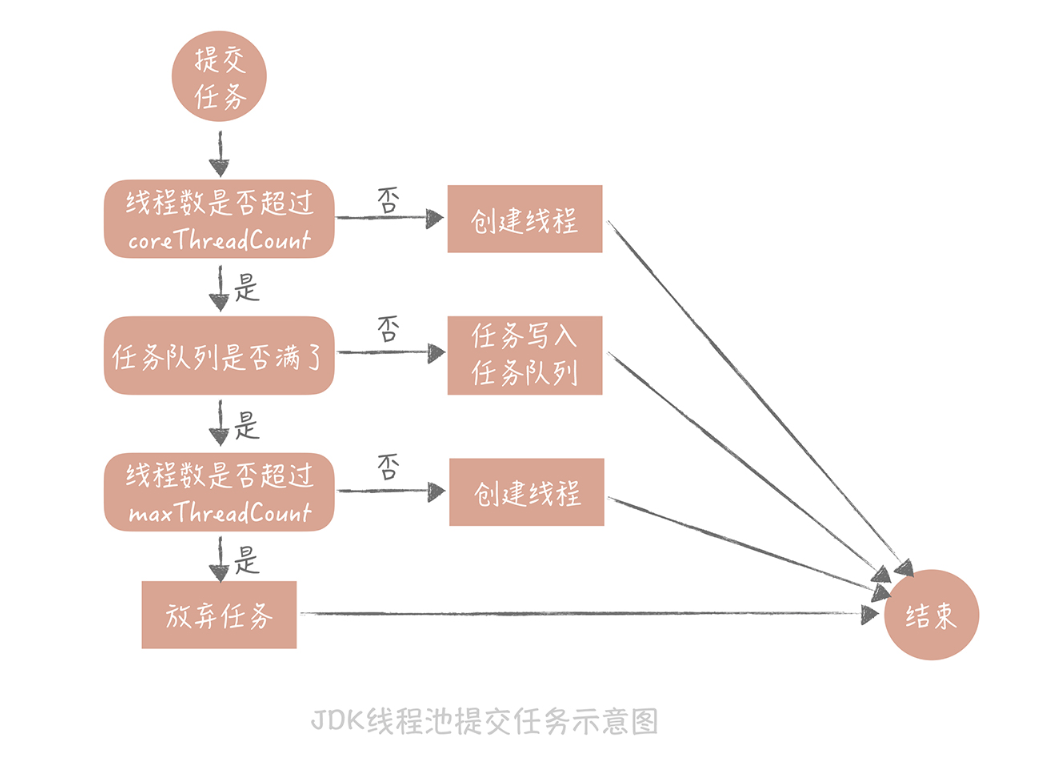 提交
任务
线程数是否超过
coreThreadCount
否
创建线程
是
任务队列是否满了
否
任务写入
任务队列
是
线程数是否超过
maxThreadCount
否
创建线程
是
放弃任务
结束
JDK线程池提交任务示意图